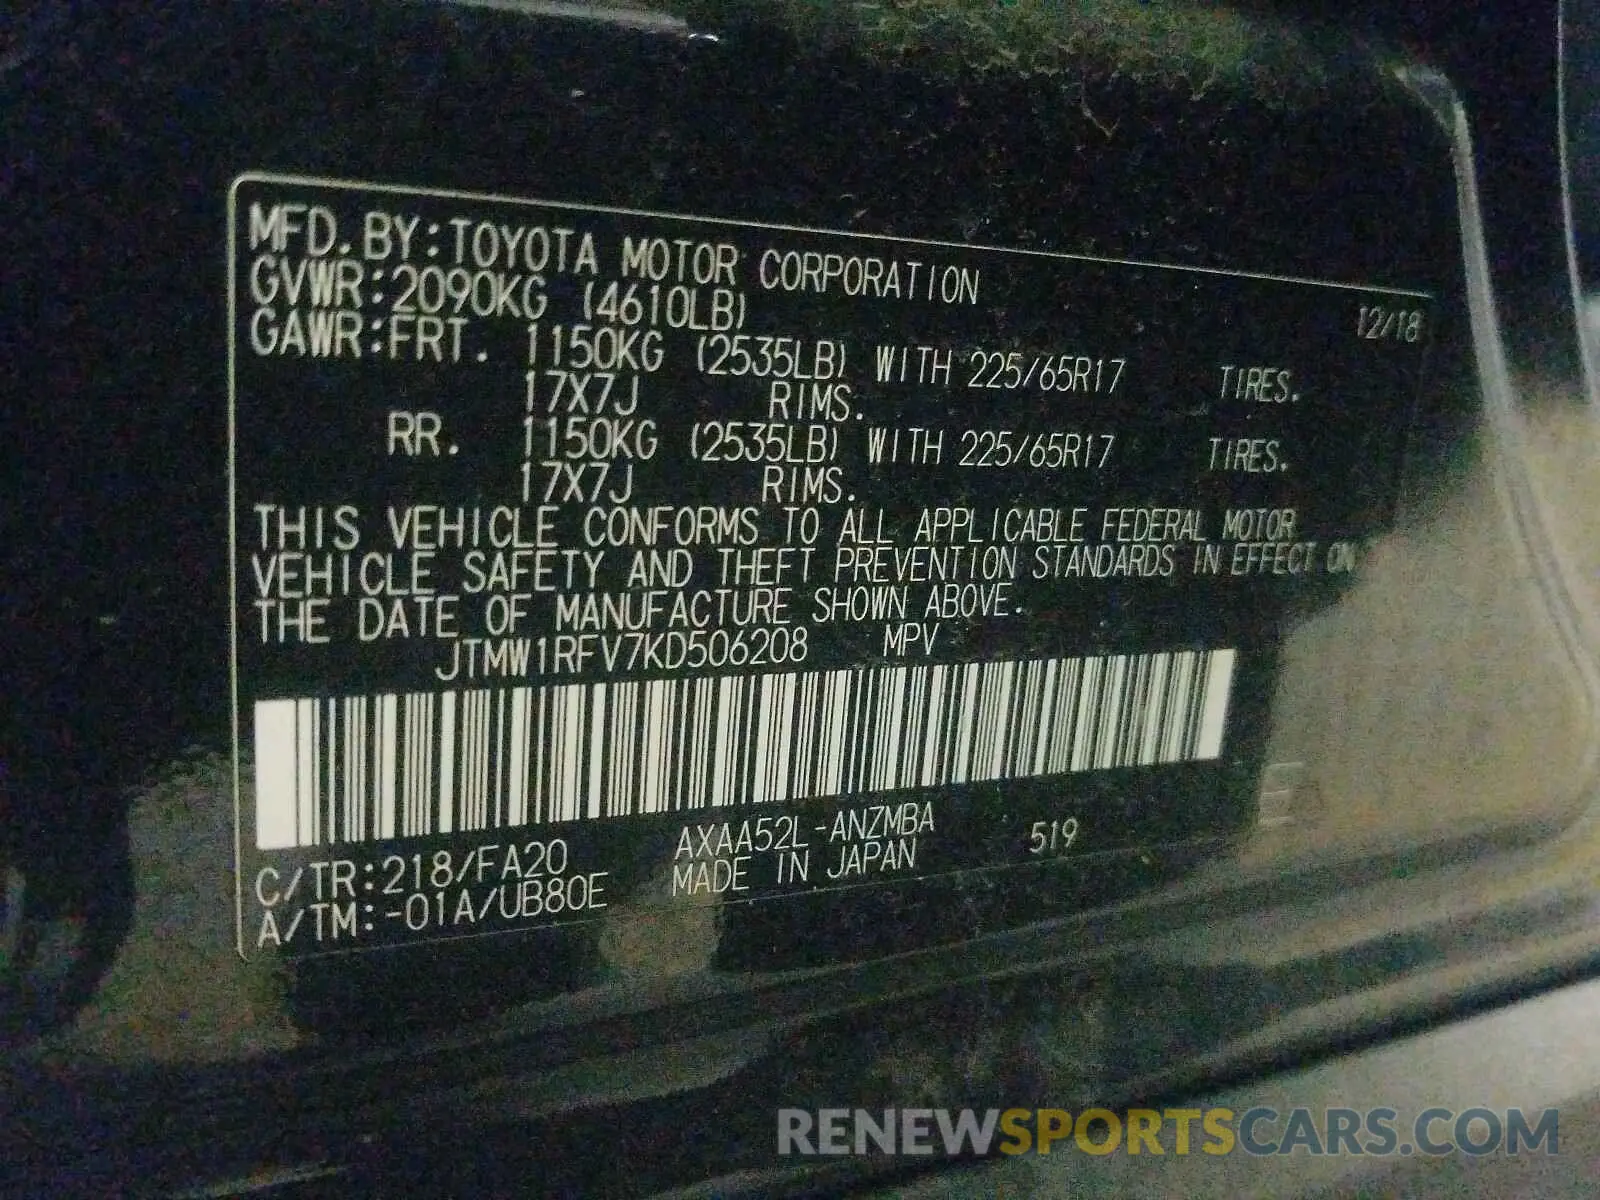 MFD. BY: TOYOTA MOTOR CORPORATION 12/18
GVWR: 2090KG (4610LB)
GAWR: FRT. 1150KG (2535LB) WITH 225/65R17 TIRES.
17X7J RIMS.
RR. 1150KG (2535LB) WITH 225/65R17 TIRES.
17X7J RIMS.
THIS VEHICLE CONFORMS TO ALL APPLICABLE FEDERAL MOTOR
VEHICLE SAFETY AND THEFT PREVENTION STANDARDS IN EFFECT ON
THE DATE OF MANUFACTURE SHOWN ABOVE.
JTMW1RFV7KD506208 MPV
C/TR: 218/FA20 AXAA52L-ANZMBA 519
A/TM: -01A/UB80E MADE IN JAPAN
RENEWSPORTSCARS.COM